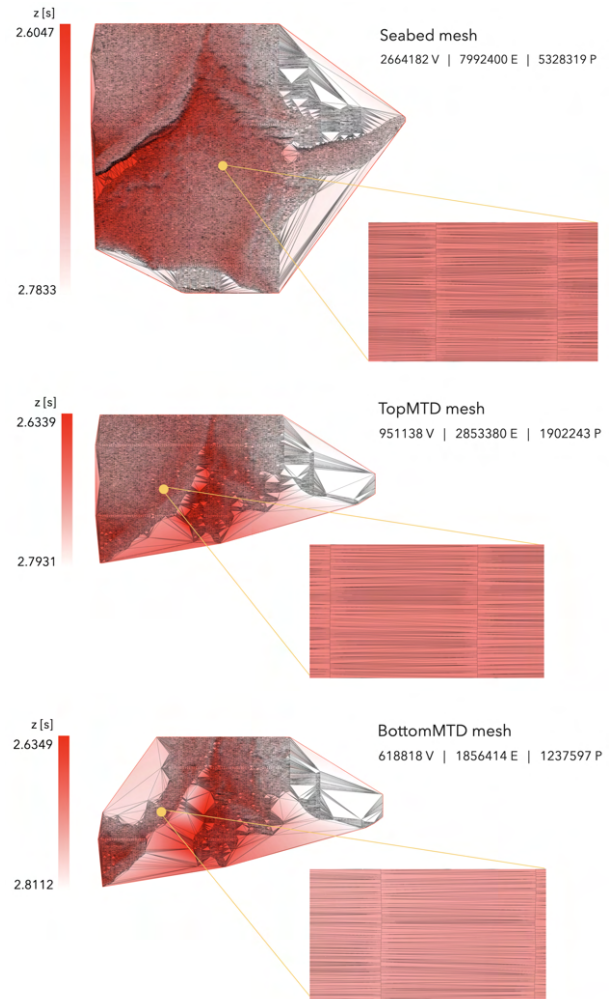 z [s]
2.6047
2.7833
Seabed mesh
2664182 V | 7992400 E | 5328319 P
z [s]
2.6339
2.7931
TopMTD mesh
951138 V | 2853380 E | 1902243 P
z [s]
2.6349
2.8112
BottomMTD mesh
618818 V | 1856414 E | 1237597 P